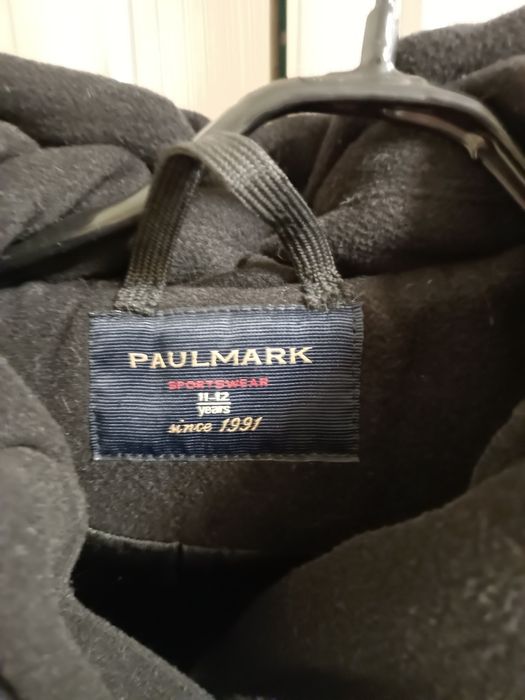 PAULMARK
SPORTSWEAR
11-12
years
since 1991